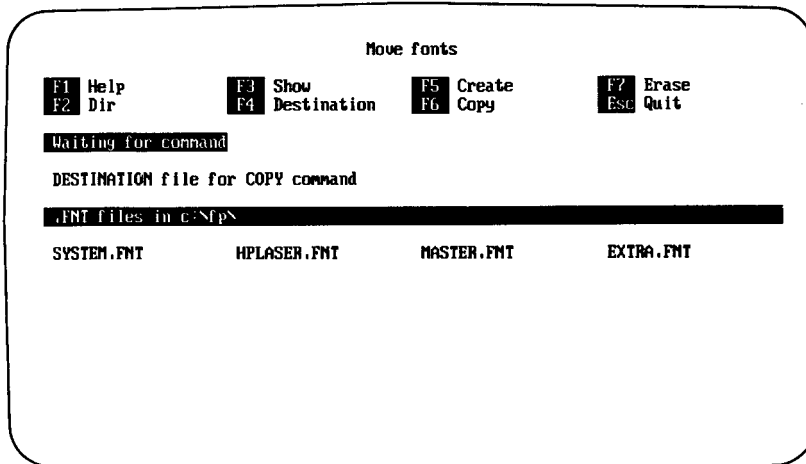 Move fonts
F1 Help F3 Show F5 Create F7 Erase
F2 Dir F4 Destination F6 Copy Esc Quit
Waiting for command
DESTINATION file for COPY command
.FNT files in c:\fp\
SYSTEM.FNT HPLASER.FNT MASTER.FNT EXTRA.FNT